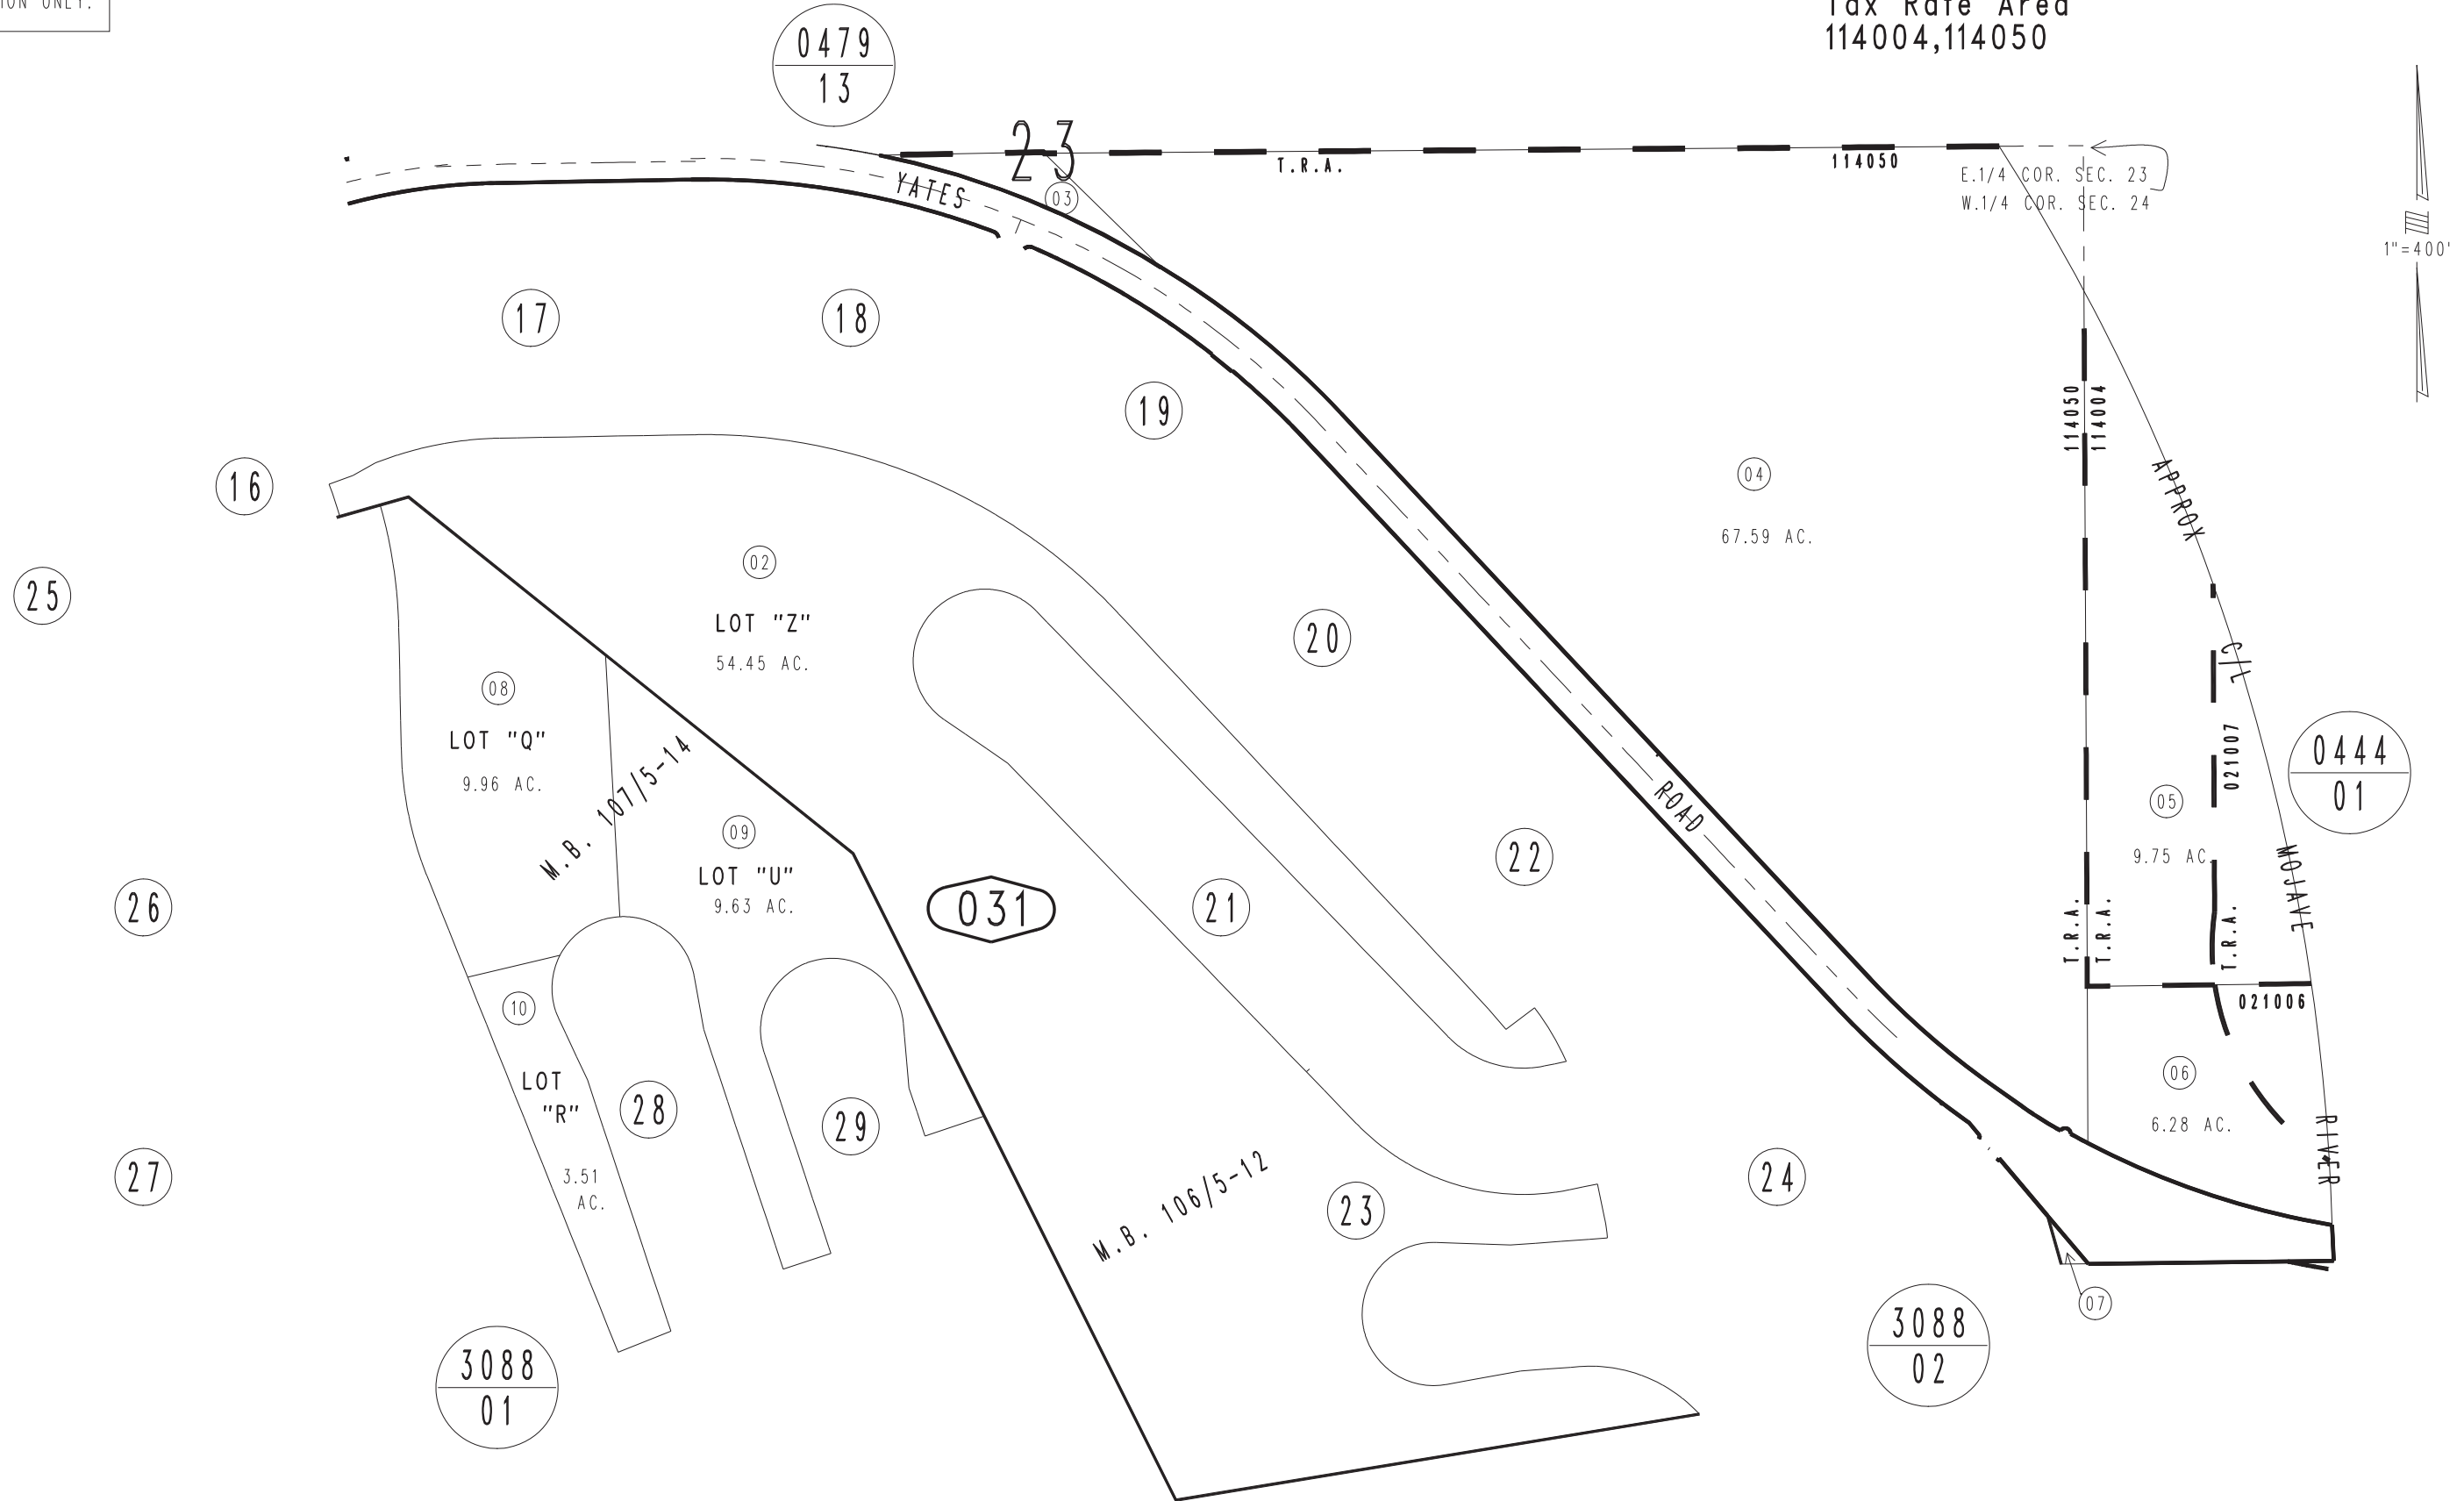 ION ONLY.
Tax Rate Area
114004,114050
0479
13
23
T.R.A.
114050
YATES
03
E.1/4 COR. SEC. 23
W.1/4 COR. SEC. 24
1"=400'
17
18
19
16
114050
114004
04
67.59 AC.
APPROX
02
LOT "Z"
54.45 AC.
25
20
C/L
08
LOT "Q"
9.96 AC.
M.B. 107/5-14
021007
0444
01
ROAD
05
9.75 AC.
09
LOT "U"
9.63 AC.
22
MOJAVE
031
21
26
T.R.A.
T.R.A.
T.R.A.
10
021006
LOT
"R"
28
29
06
6.28 AC.
3.51
AC.
RIVER
27
M.B. 106/5-12
23
24
07
3088
01
3088
02